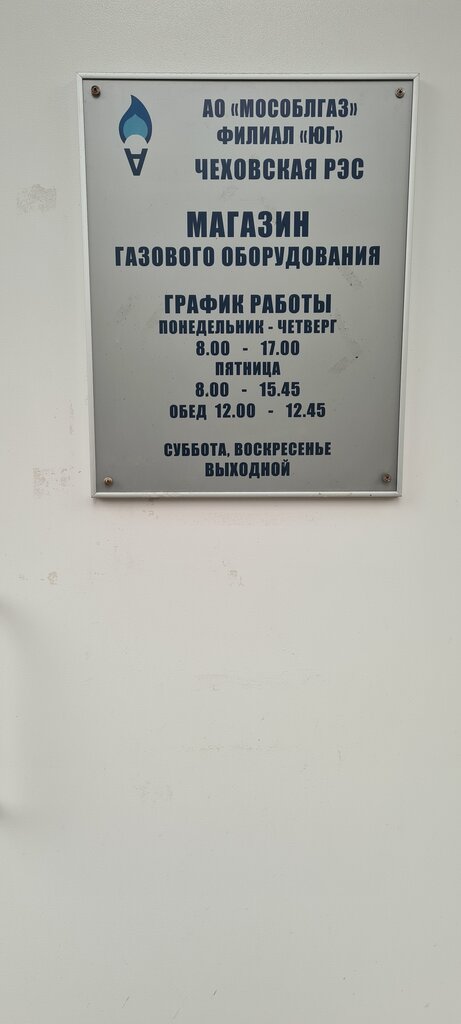 АО «МОСОБЛГАЗ»
ФИЛИАЛ «ЮГ»
ЧЕХОВСКАЯ РЭС
МАГАЗИН
ГАЗОВОГО ОБОРУДОВАНИЯ
ГРАФИК РАБОТЫ
ПОНЕДЕЛЬНИК - ЧЕТВЕРГ
8.00 - 17.00
ПЯТНИЦА
8.00 - 15.45
ОБЕД 12.00 - 12.45
СУББОТА, ВОСКРЕСЕНЬЕ
ВЫХОДНОЙ